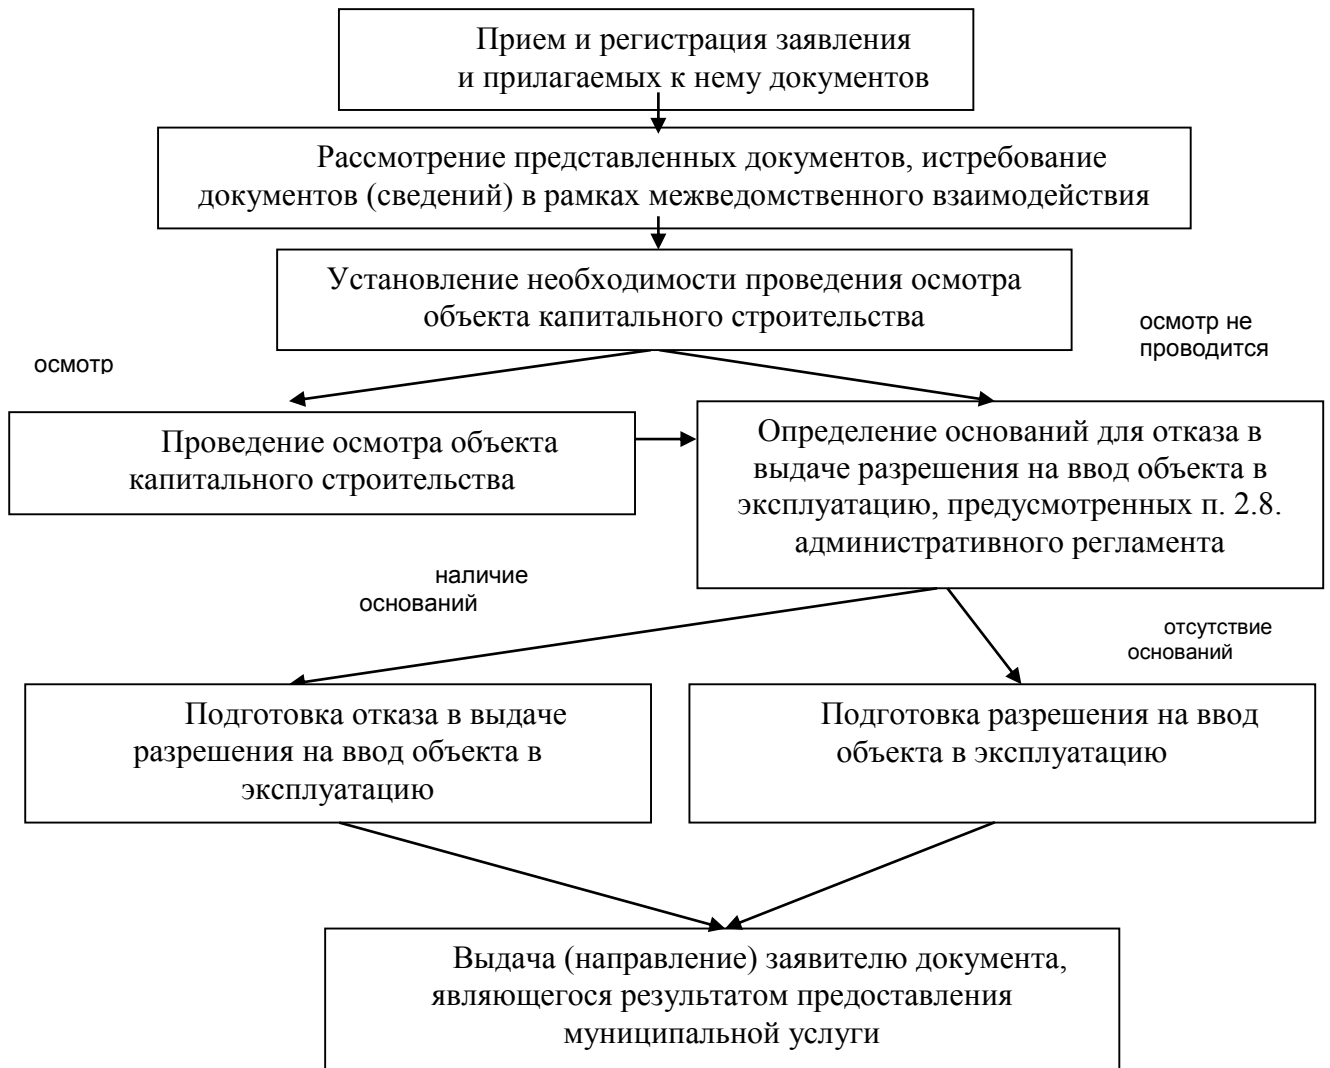 Прием и регистрация заявления
и прилагаемых к нему документов
Рассмотрение представленных документов, истребование
документов (сведений) в рамках межведомственного взаимодействия
Установление необходимости проведения осмотра
объекта капитального строительства
осмотр не
проводится
осмотр
Проведение осмотра объекта
капитального строительства
Определение оснований для отказа в
выдаче разрешения на ввод объекта в
эксплуатацию, предусмотренных п. 2.8.
административного регламента
наличие
оснований
отсутствие
оснований
Подготовка отказа в выдаче
разрешения на ввод объекта в
эксплуатацию
Подготовка разрешения на ввод
объекта в эксплуатацию
Выдача (направление) заявителю документа,
являющегося результатом предоставления
муниципальной услуги